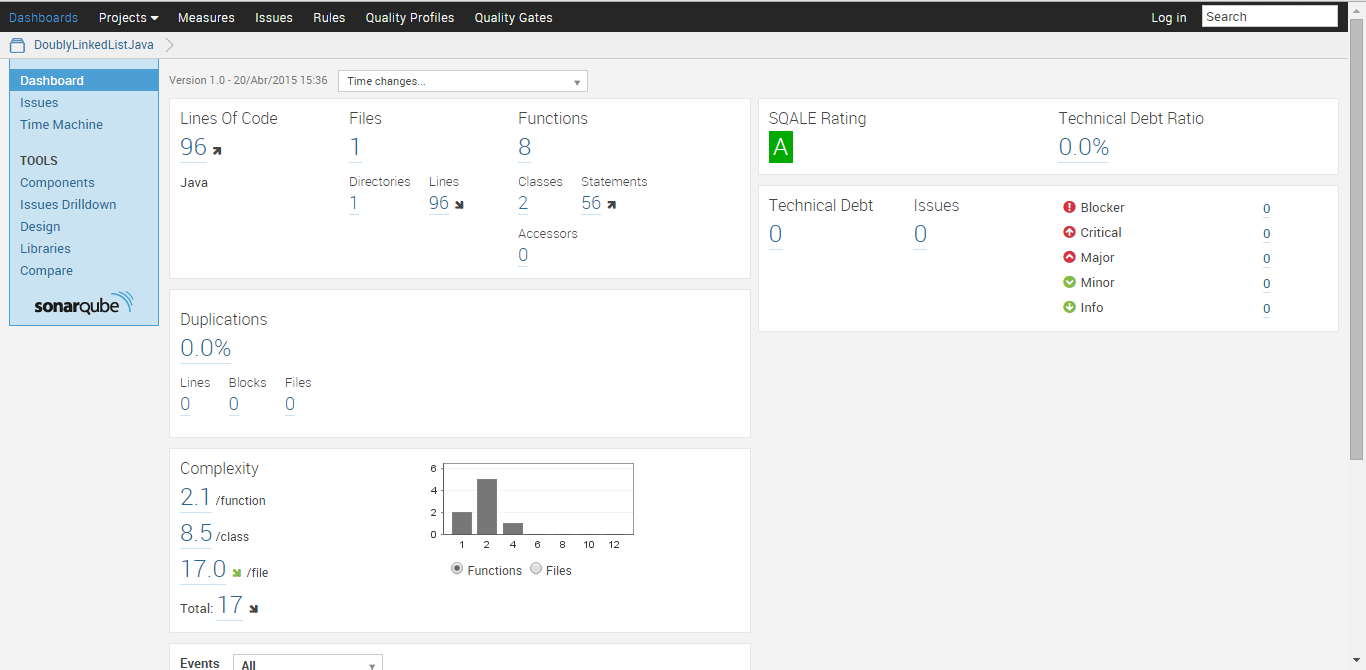 Dashboards Projects Measures Issues Rules Quality Profiles Quality Gates Log in Search
DoublyLinkedListJava
Dashboard
Issues
Time Machine
TOOLS
Components
Issues Drilldown
Design
Libraries
Compare
sonarqube
Version 1.0 - 20/Abr/2015 15:36 Time changes...
Lines Of Code Files Functions
96 1 8
Java Directories Lines Classes Statements
1 96 2 56
Accessors
0
Duplications
0.0%
Lines Blocks Files
0 0 0
Complexity
2.1 /function
8.5 /class
17.0 /file
Total: 17
6
4
2
0
1 2 4 6 8 10 12
Functions Files
Events All
SQALE Rating Technical Debt Ratio
A 0.0%
Technical Debt Issues
0 0
Blocker 0
Critical 0
Major 0
Minor 0
Info 0